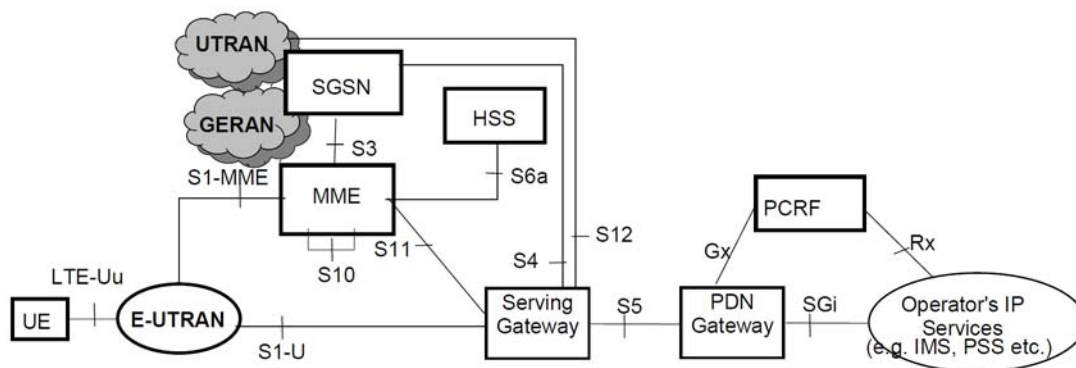 UTRAN
SGSN
GERAN
HSS
S3
S1-MME
S6a
MME
PCRF
S11
S12
Gx
Rx
S10
S4
LTE-Uu
UE
E-UTRAN
Serving
Gateway
S5
PDN
Gateway
SGi
Operator's IP
Services
(e.g. IMS, PSS etc.)
S1-U